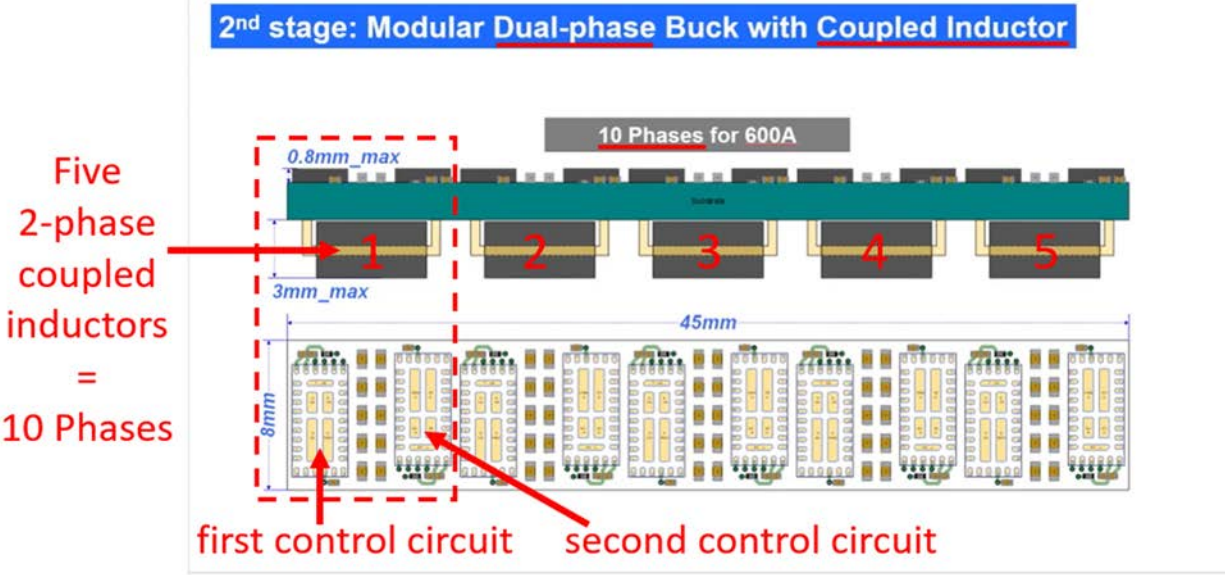 2nd stage: Modular Dual-phase Buck with Coupled Inductor
10 Phases for 600A
0.8mm_max
Five
2-phase
coupled
inductors
=
10 Phases
1
2
3
4
5
3mm_max
45mm
8mm
first control circuit
second control circuit